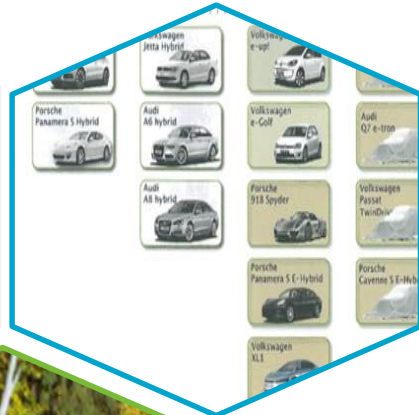 Volkswagen
Jetta Hybrid
Volkswagen
e-up!
Porsche
Panamera S Hybrid
Audi
A6 hybrid
Volkswagen
e-Golf
Audi
Q7 e-tron
Audi
A8 hybrid
Porsche
918 Spyder
Volkswagen
Passat
Porsche
Panamera S E-Hybrid
Porsche
Cayenne S
Volkswagen
XL1